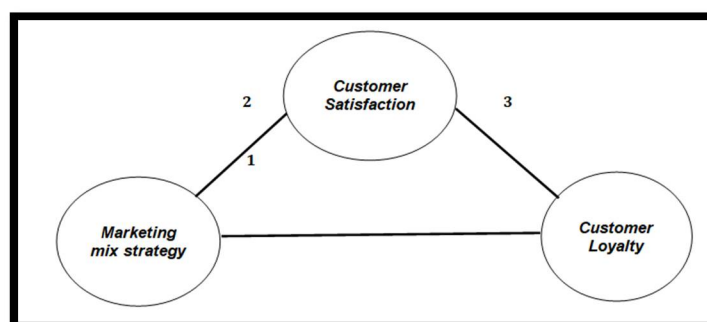 Customer
Satisfaction
2
3
1
Marketing
mix strategy
Customer
Loyalty